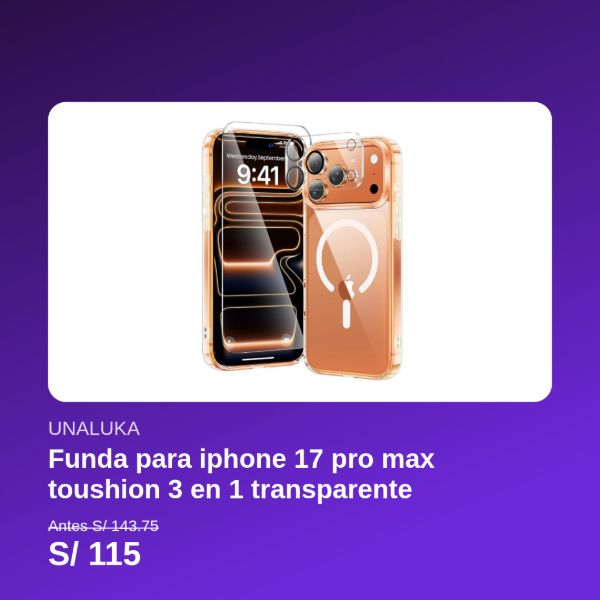 Wednesday, September
9:41
UNALUKA
Funda para iphone 17 pro max
toushion 3 en 1 transparente
Antes S/ 143.75
S/ 115